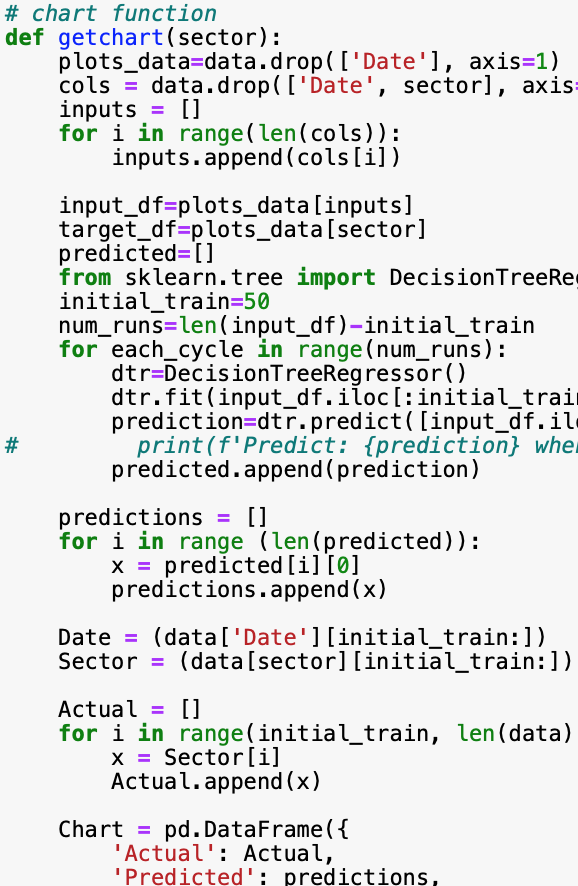 # chart function
def getchart(sector):
    plots_data=data.drop(['Date'], axis=1)
    cols = data.drop(['Date', sector], axis=
    inputs = []
    for i in range(len(cols)):
        inputs.append(cols[i])

    input_df=plots_data[inputs]
    target_df=plots_data[sector]
    predicted=[]
    from sklearn.tree import DecisionTreeReg
    initial_train=50
    num_runs=len(input_df)-initial_train
    for each_cycle in range(num_runs):
        dtr=DecisionTreeRegressor()
        dtr.fit(input_df.iloc[:initial_train
        prediction=dtr.predict([input_df.ilo
#         print(f'Predict: {prediction} when
        predicted.append(prediction)

    predictions = []
    for i in range (len(predicted)):
        x = predicted[i][0]
        predictions.append(x)

    Date = (data['Date'][initial_train:])
    Sector = (data[sector][initial_train:])

    Actual = []
    for i in range(initial_train, len(data)
        x = Sector[i]
        Actual.append(x)

    Chart = pd.DataFrame({
        'Actual': Actual,
        'Predicted': predictions,